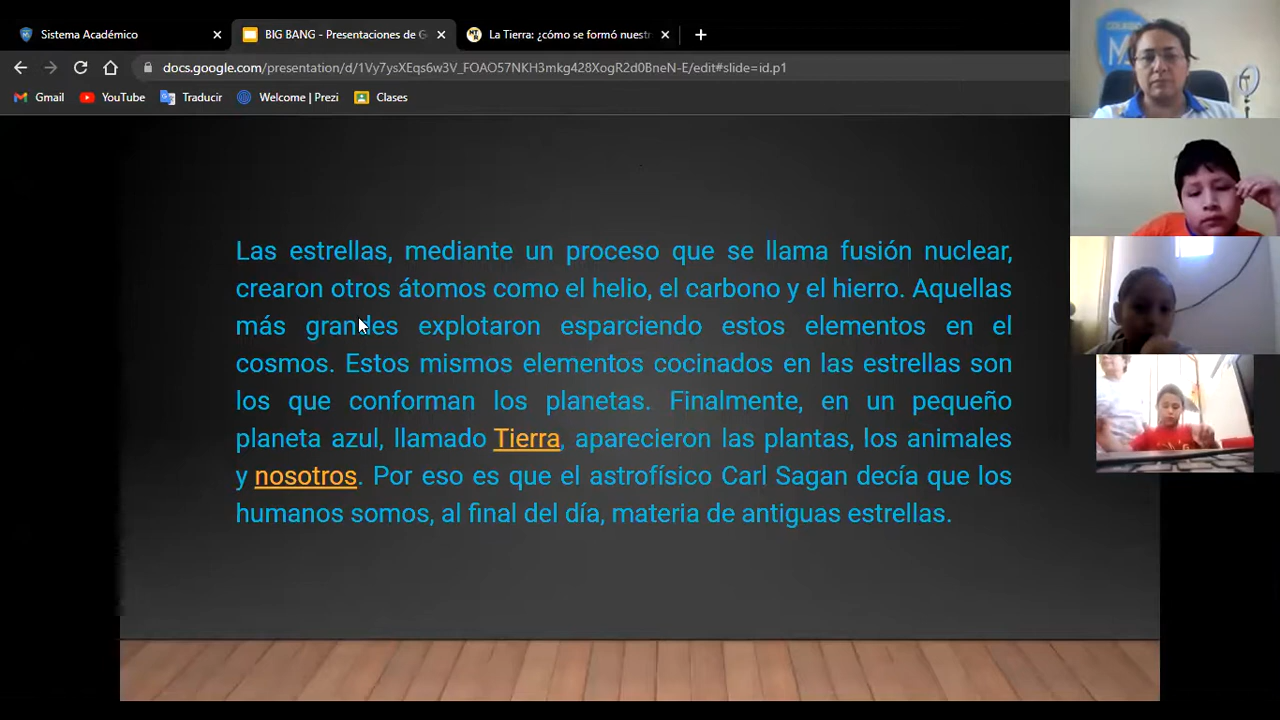 Sistema Académico
BIG BANG - Presentaciones de G
La Tierra: ¿cómo se formó nuest
docs.google.com/presentation/d/1Vy7ysXEqs6w3V_FOAO57NKH3mkg428XogR2d0BneN-E/edit#slide=id.p1
Gmail
YouTube
Traducir
Welcome | Prezi
Clases
Las estrellas, mediante un proceso que se llama fusión nuclear,
crearon otros átomos como el helio, el carbono y el hierro. Aquellas
más grandes explotaron esparciendo estos elementos en el
cosmos. Estos mismos elementos cocinados en las estrellas son
los que conforman los planetas. Finalmente, en un pequeño
planeta azul, llamado Tierra, aparecieron las plantas, los animales
y nosotros. Por eso es que el astrofísico Carl Sagan decía que los
humanos somos, al final del día, materia de antiguas estrellas.